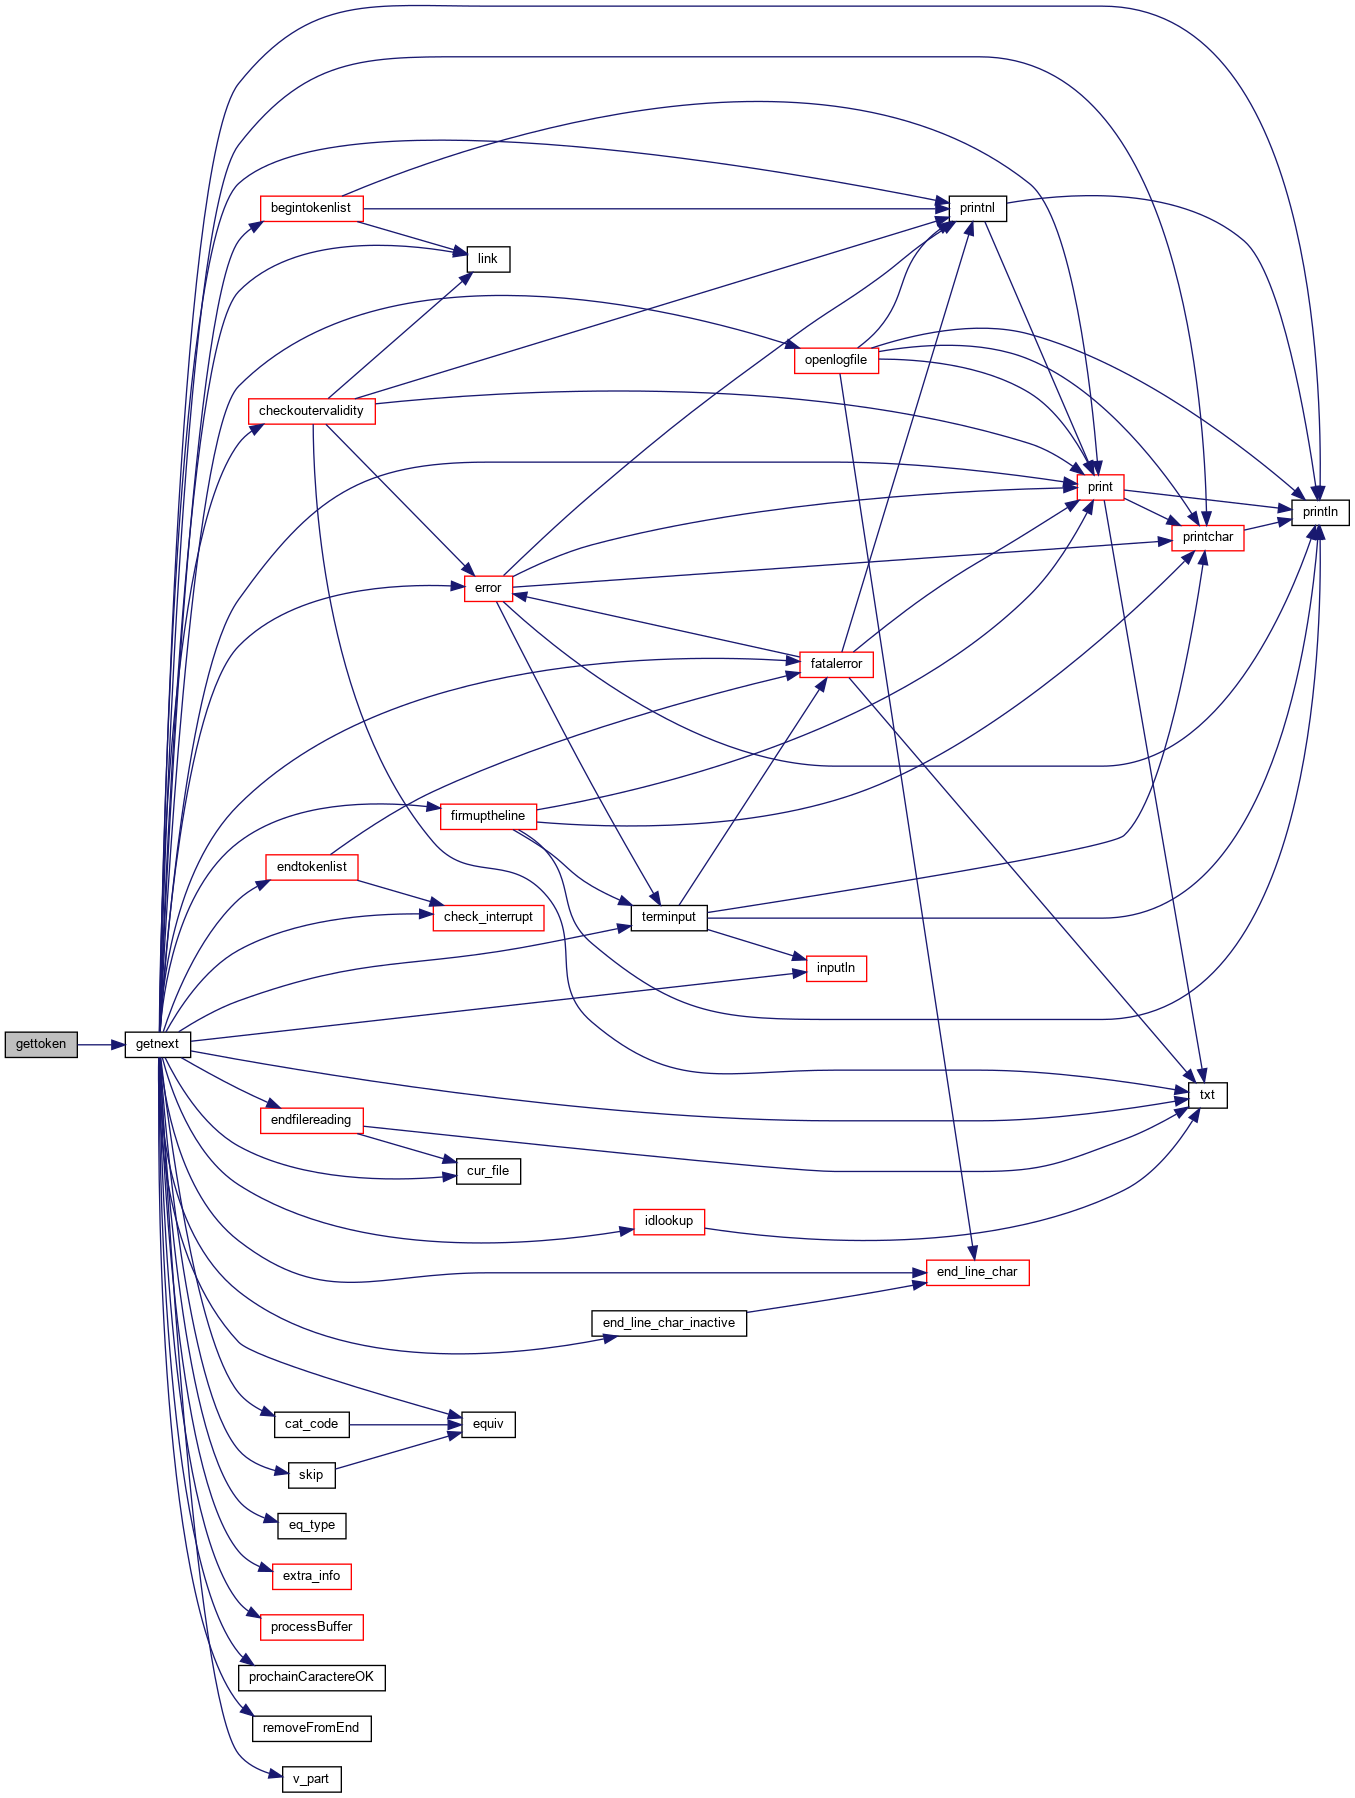 begintokenlist
printnl
link
openlogfile
checkoutervalidity
print
println
printchar
error
fatalerror
firmuptheline
endtokenlist
check_interrupt
terminput
inputln
gettoken
getnext
txt
endfilereading
cur_file
idlookup
end_line_char
end_line_char_inactive
cat_code
equiv
skip
eq_type
extra_info
processBuffer
prochainCaractereOK
removeFromEnd
v_part